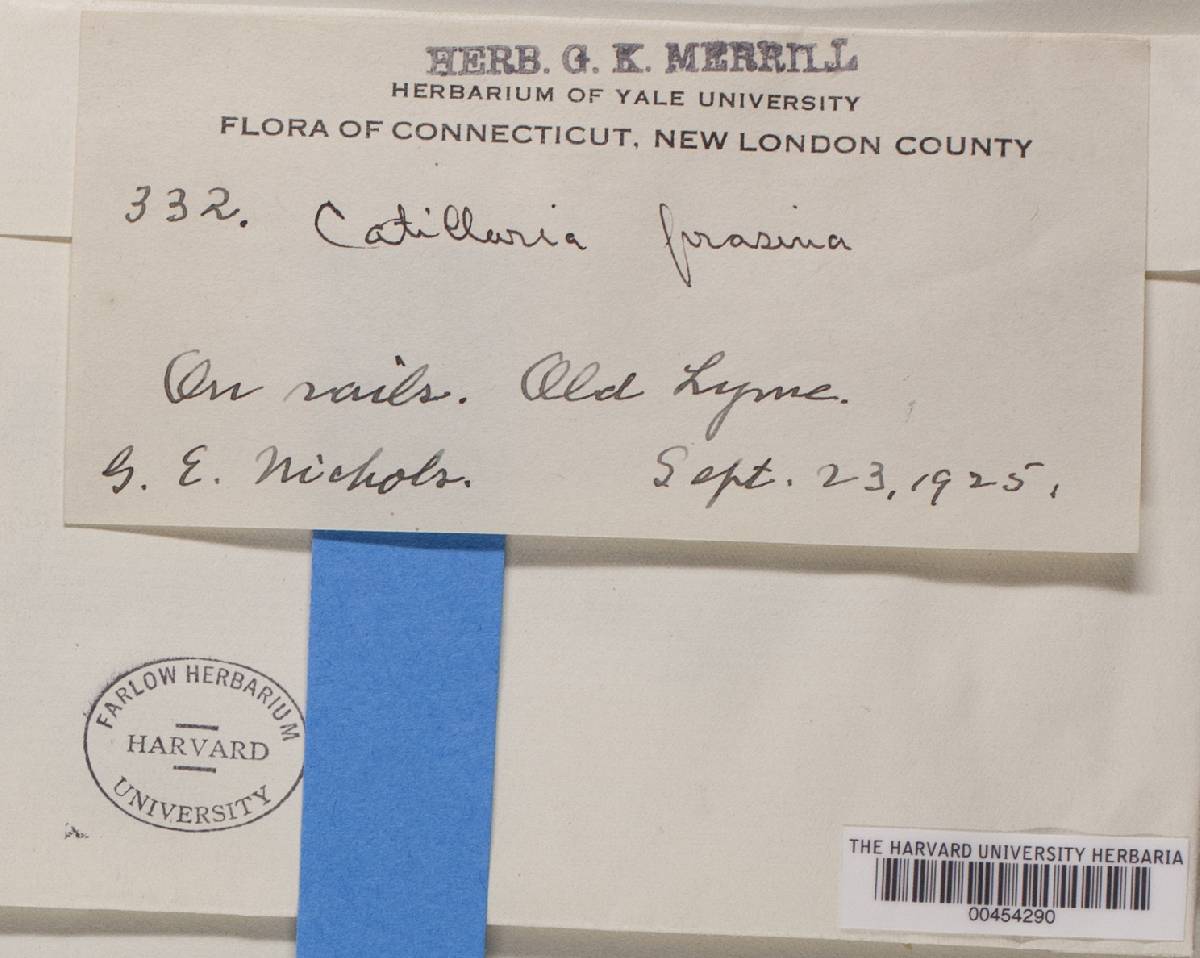 HERB. G. K. MERRILL
HERBARIUM OF YALE UNIVERSITY
FLORA OF CONNECTICUT, NEW LONDON COUNTY
332. Catillaria prasina
On rails. Old Lyme.
G. E. Nichols. Sept. 23, 1925.
FARLOW HERBARIUM
HARVARD
UNIVERSITY
THE HARVARD UNIVERSITY HERBARIA
00454290